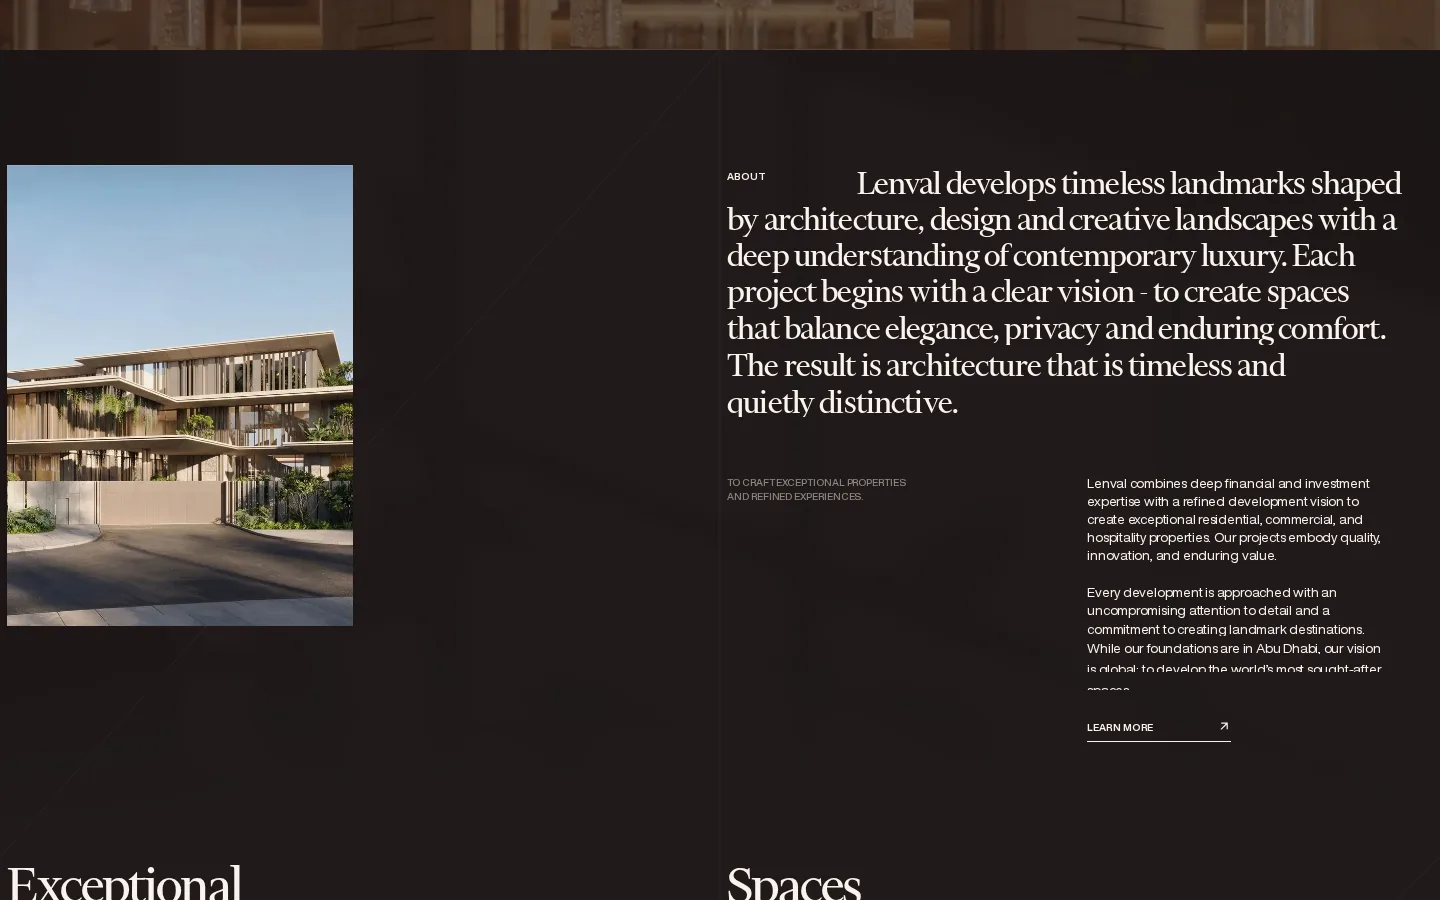 ABOUT
Lenval develops timeless landmarks shaped
by architecture, design and creative landscapes with a
deep understanding of contemporary luxury. Each
project begins with a clear vision - to create spaces
that balance elegance, privacy and enduring comfort.
The result is architecture that is timeless and
quietly distinctive.
TO CRAFT EXCEPTIONAL PROPERTIES
AND REFINED EXPERIENCES.
Lenval combines deep financial and investment
expertise with a refined development vision to
create exceptional residential, commercial, and
hospitality properties. Our projects embody quality,
innovation, and enduring value.
Every development is approached with an
uncompromising attention to detail and a
commitment to creating landmark destinations.
While our foundations are in Abu Dhabi, our vision
is global: to develop the world's most sought-after
spaces.
LEARN MORE
Exceptional
Spaces